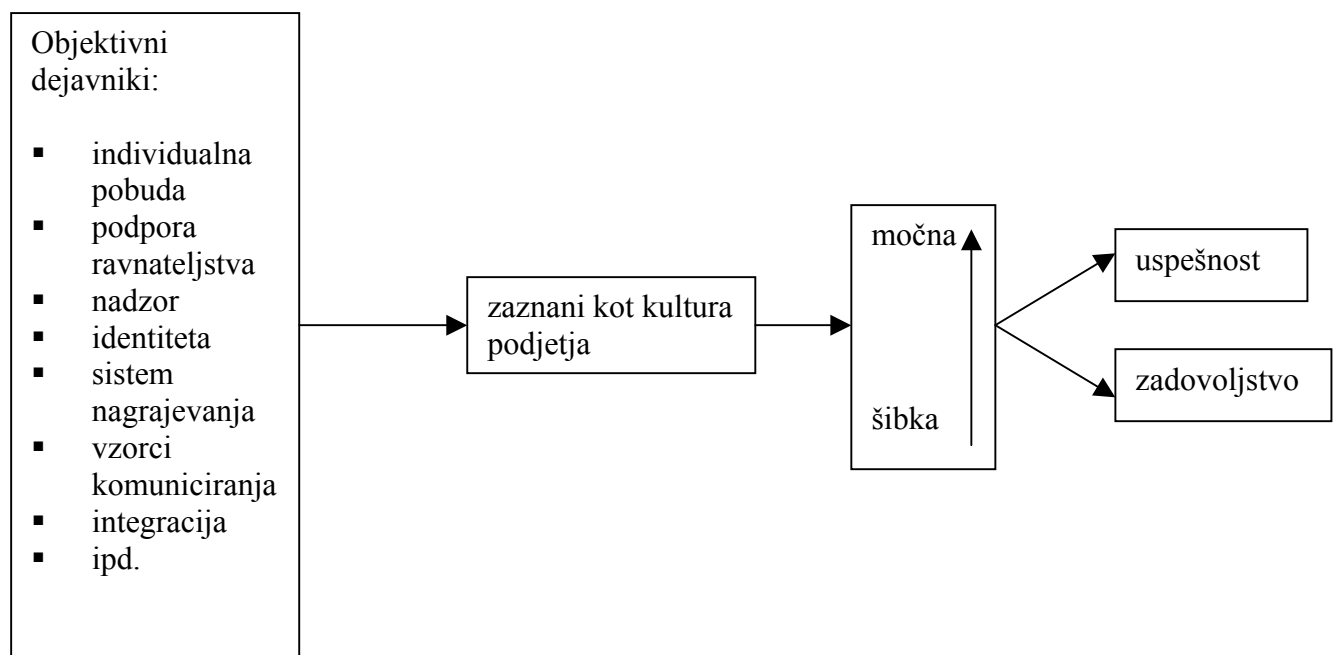 Objektivni
dejavniki:
▪ individualna
pobuda
▪ podpora
ravnateljstva
▪ nadzor
▪ identiteta
▪ sistem
nagrajevanja
▪ vzorci
komuniciranja
▪ integracija
▪ ipd.
zaznani kot kultura
podjetja
močna
šibka
uspešnost
zadovoljstvo